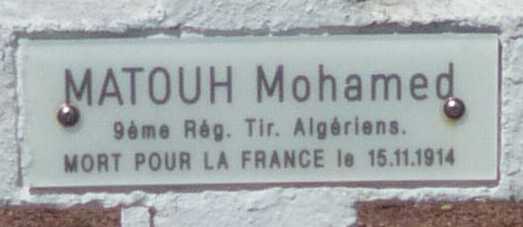 MATOUH Mohamed
9ème Rég. Tir. Algériens.
MORT POUR LA FRANCE le 15.11.1914